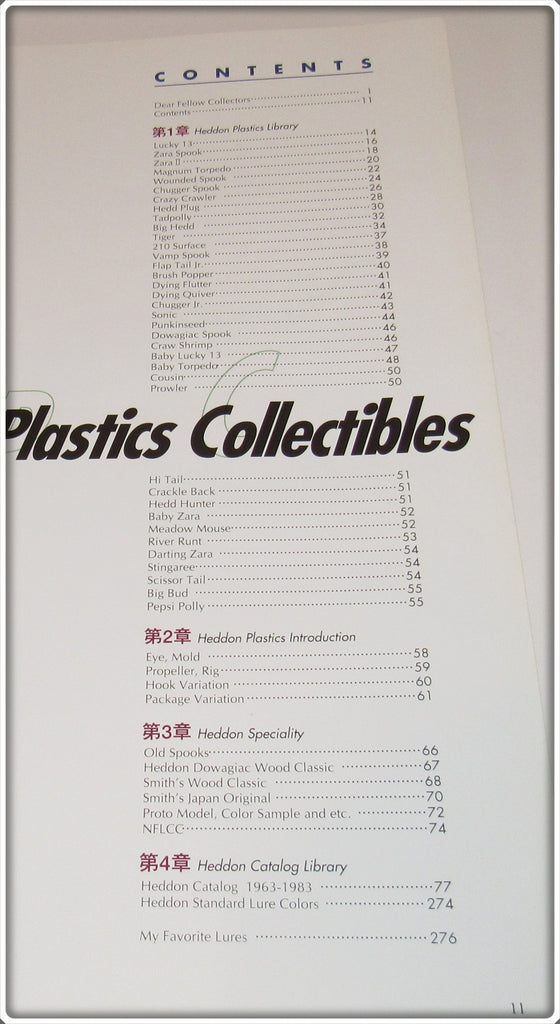 CONTENTS
Dear Fellow Collectors 1
Contents 11
第1章 Heddon Plastics Library
Lucky 13 14
Zara Spook 16
Zara II 18
Magnum Torpedo 20
Wounded Spook 22
Chugger Spook 24
Crazy Crawler 26
Hedd Plug 28
Tadpolly 30
Big Hedd 32
Tiger 34
210 Surface 37
Vamp Spook 38
Flap Tail Jr. 39
Brush Popper 40
Dying Flutter 41
Dying Quiver 41
Chugger Jr. 42
Sonic 43
Punkinseed 44
Dowagiac Spook 46
Craw Shrimp 46
Baby Lucky 13 47
Baby Torpedo 48
Cousin 50
Prowler 50
Plastics Collectibles
Hi Tail 51
Crackle Back 51
Hedd Hunter 51
Baby Zara 52
Meadow Mouse 52
River Runt 53
Darting Zara 54
Stingaree 54
Scissor Tail 54
Big Bud 55
Pepsi Polly 55
第2章 Heddon Plastics Introduction
Eye, Mold 58
Propeller, Rig 59
Hook Variation 60
Package Variation 61
第3章 Heddon Speciality
Old Spooks 66
Heddon Dowagiac Wood Classic 67
Smith's Wood Classic 68
Smith's Japan Original 70
Proto Model, Color Sample and etc. 72
NFLCC 74
第4章 Heddon Catalog Library
Heddon Catalog 1963-1983 77
Heddon Standard Lure Colors 274
My Favorite Lures 276
11